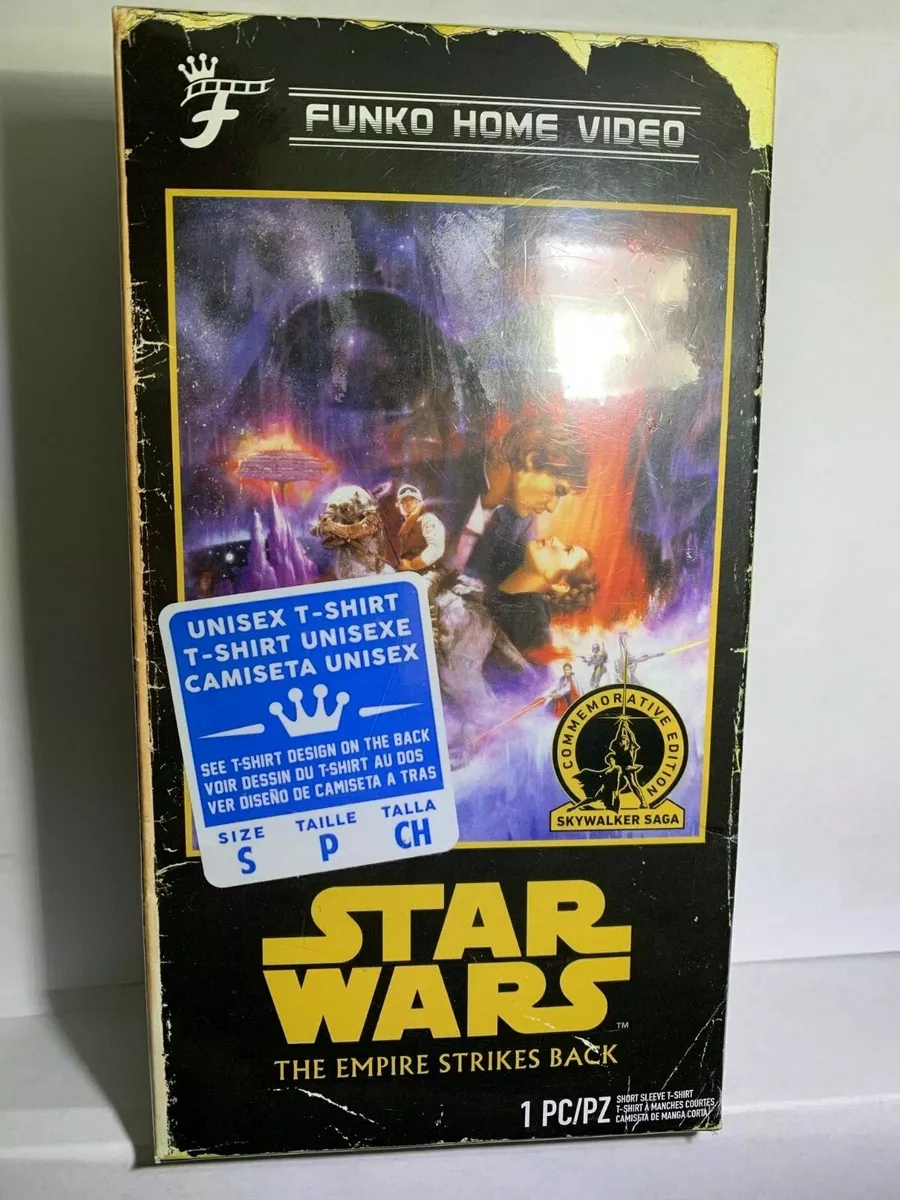 F
FUNKO HOME VIDEO
UNISEX T-SHIRT
T-SHIRT UNISEXE
CAMISETA UNISEX
SEE T-SHIRT DESIGN ON THE BACK
VOIR DESSIN DU T-SHIRT AU DOS
VER DISEÑO DE CAMISETA A TRAS
SIZE TAILLE TALLA
S P CH
COMMEMORATIVE EDITION
SKYWALKER SAGA
STAR
WARS
TM
THE EMPIRE STRIKES BACK
1 PC/PZ
SHORT SLEEVE T-SHIRT
T-SHIRT À MANCHES COURTES
CAMISETA DE MANGA CORTA